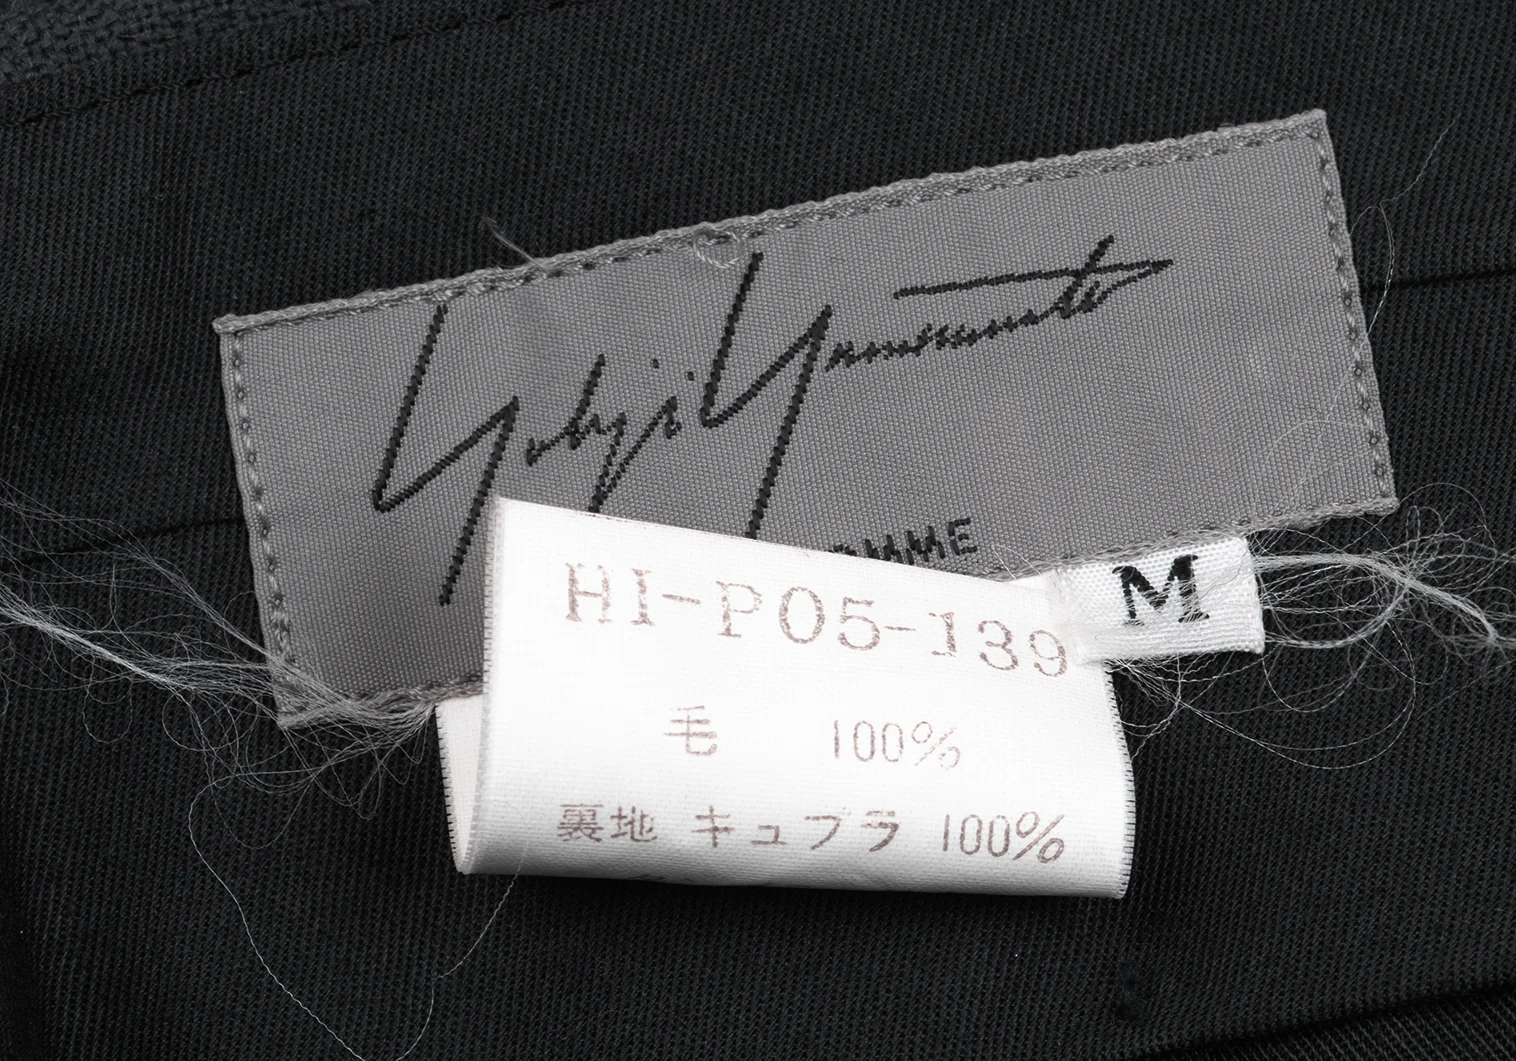 Yohji Yamamoto
HI-P05-139
M
毛 100%
裏地 キュプラ 100%